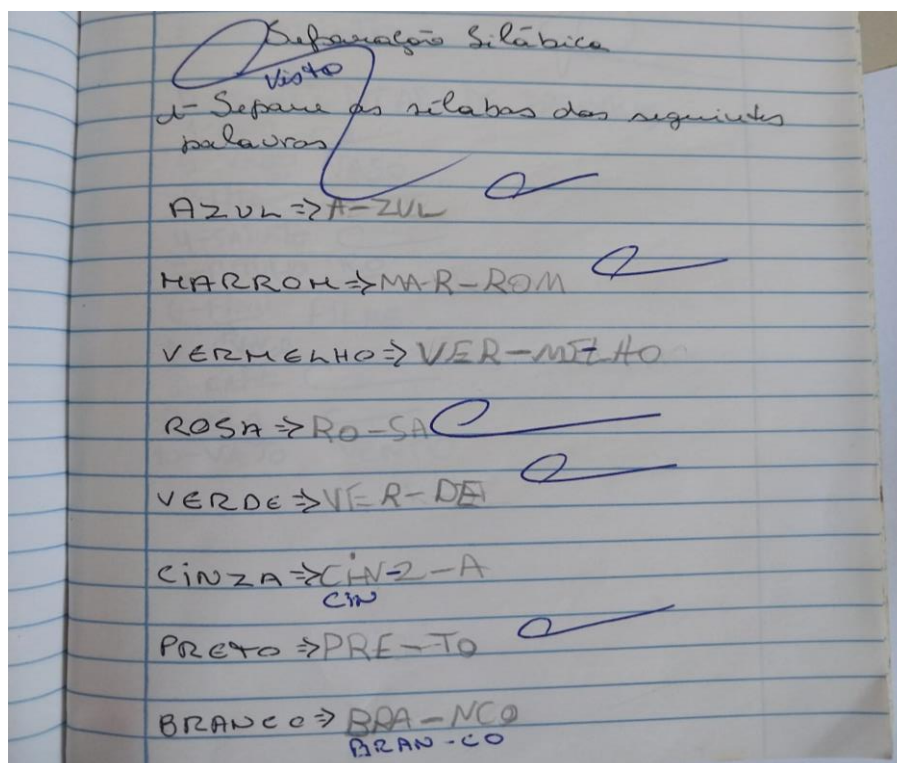 Separação Silábica
Visto
1- Separe as sílabas das seguintes
palavras
AZUL => A-ZUL
MARROM => MA-R-ROM
VERMELHO => VER-MELHO
ROSA => RO-SA
VERDE => VER-DE
CINZA => CIN-Z-A
CIN
PRETO => PRE-TO
BRANCO => BRA-NCO
BRAN-CO